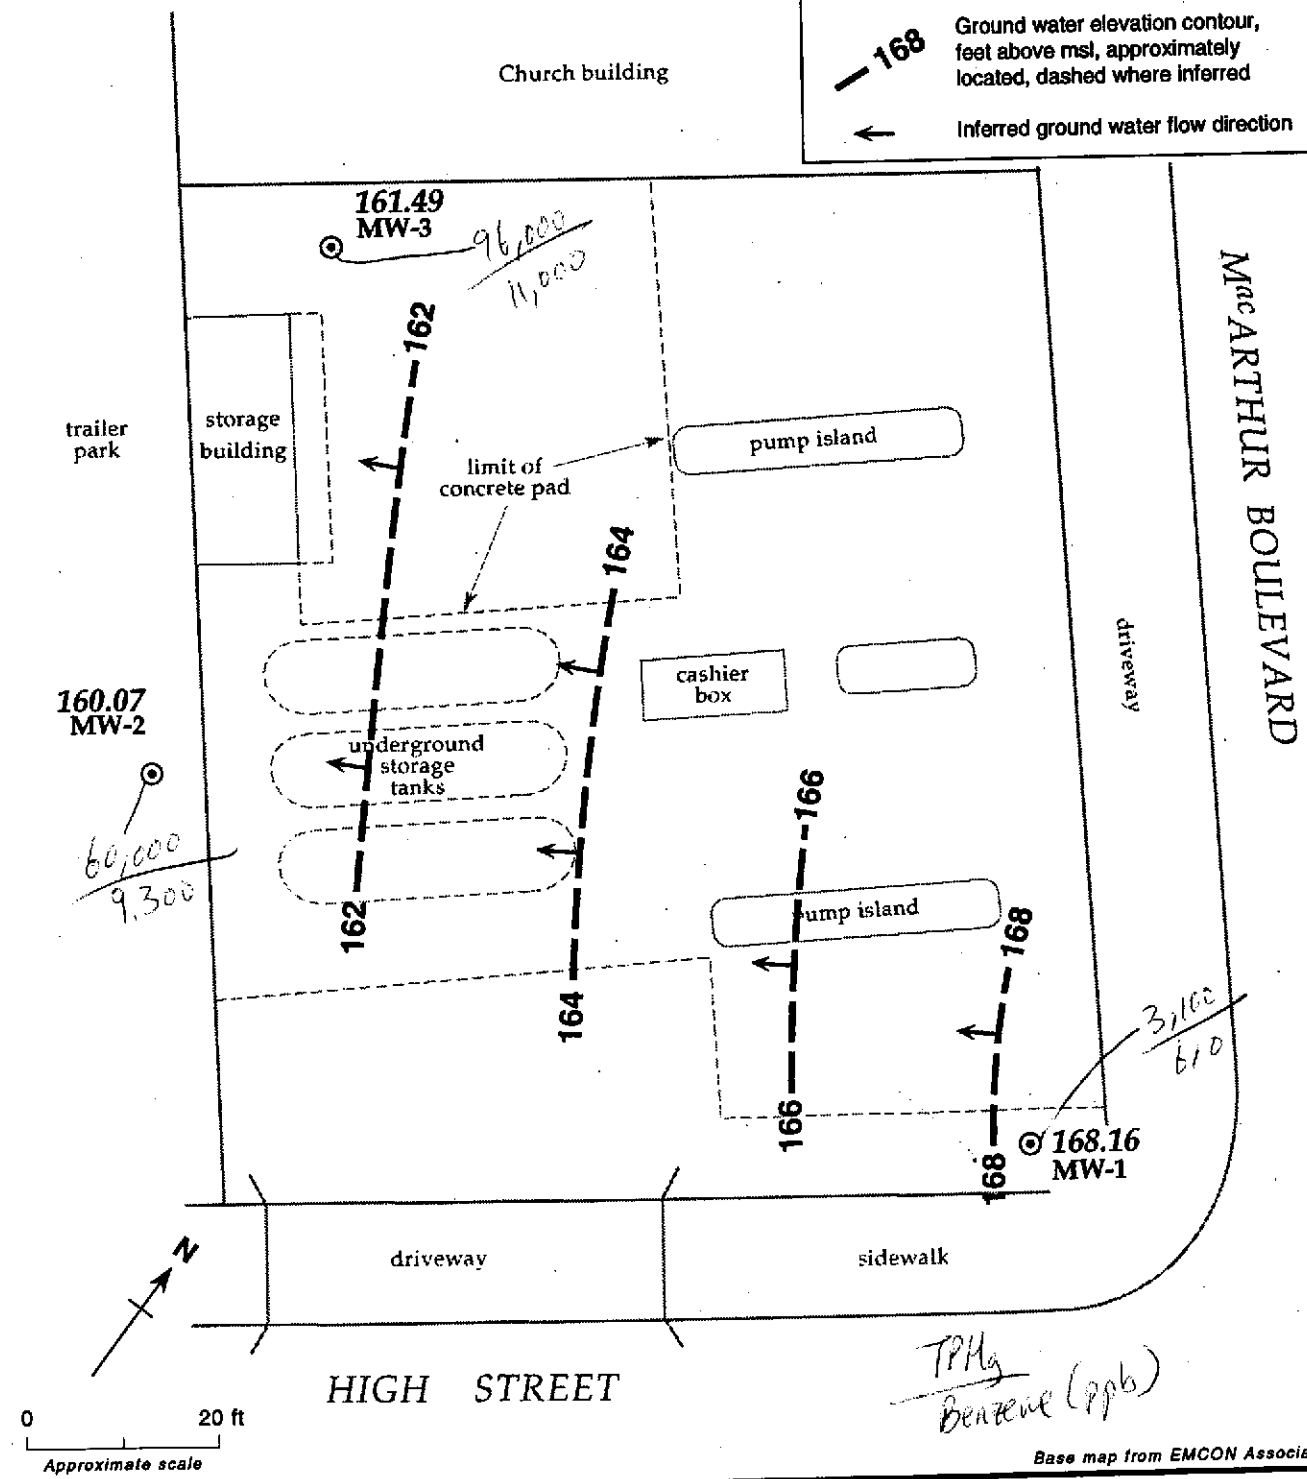 168
Ground water elevation contour,
feet above msl, approximately
located, dashed where inferred
Inferred ground water flow direction
Church building
161.49
MW-3
96,000
11,000
162
MacARTHUR BOULEVARD
trailer
park
storage
building
limit of
concrete pad
pump island
164
driveway
cashier
box
160.07
MW-2
underground
storage
tanks
166
60,000
9,300
162
pump island
168
164
3,100
610
166
168.16
MW-1
168
N
driveway
sidewalk
HIGH STREET
TPHg
Benzene (ppb)
0 20 ft
Approximate scale
Base map from EMCON Associa